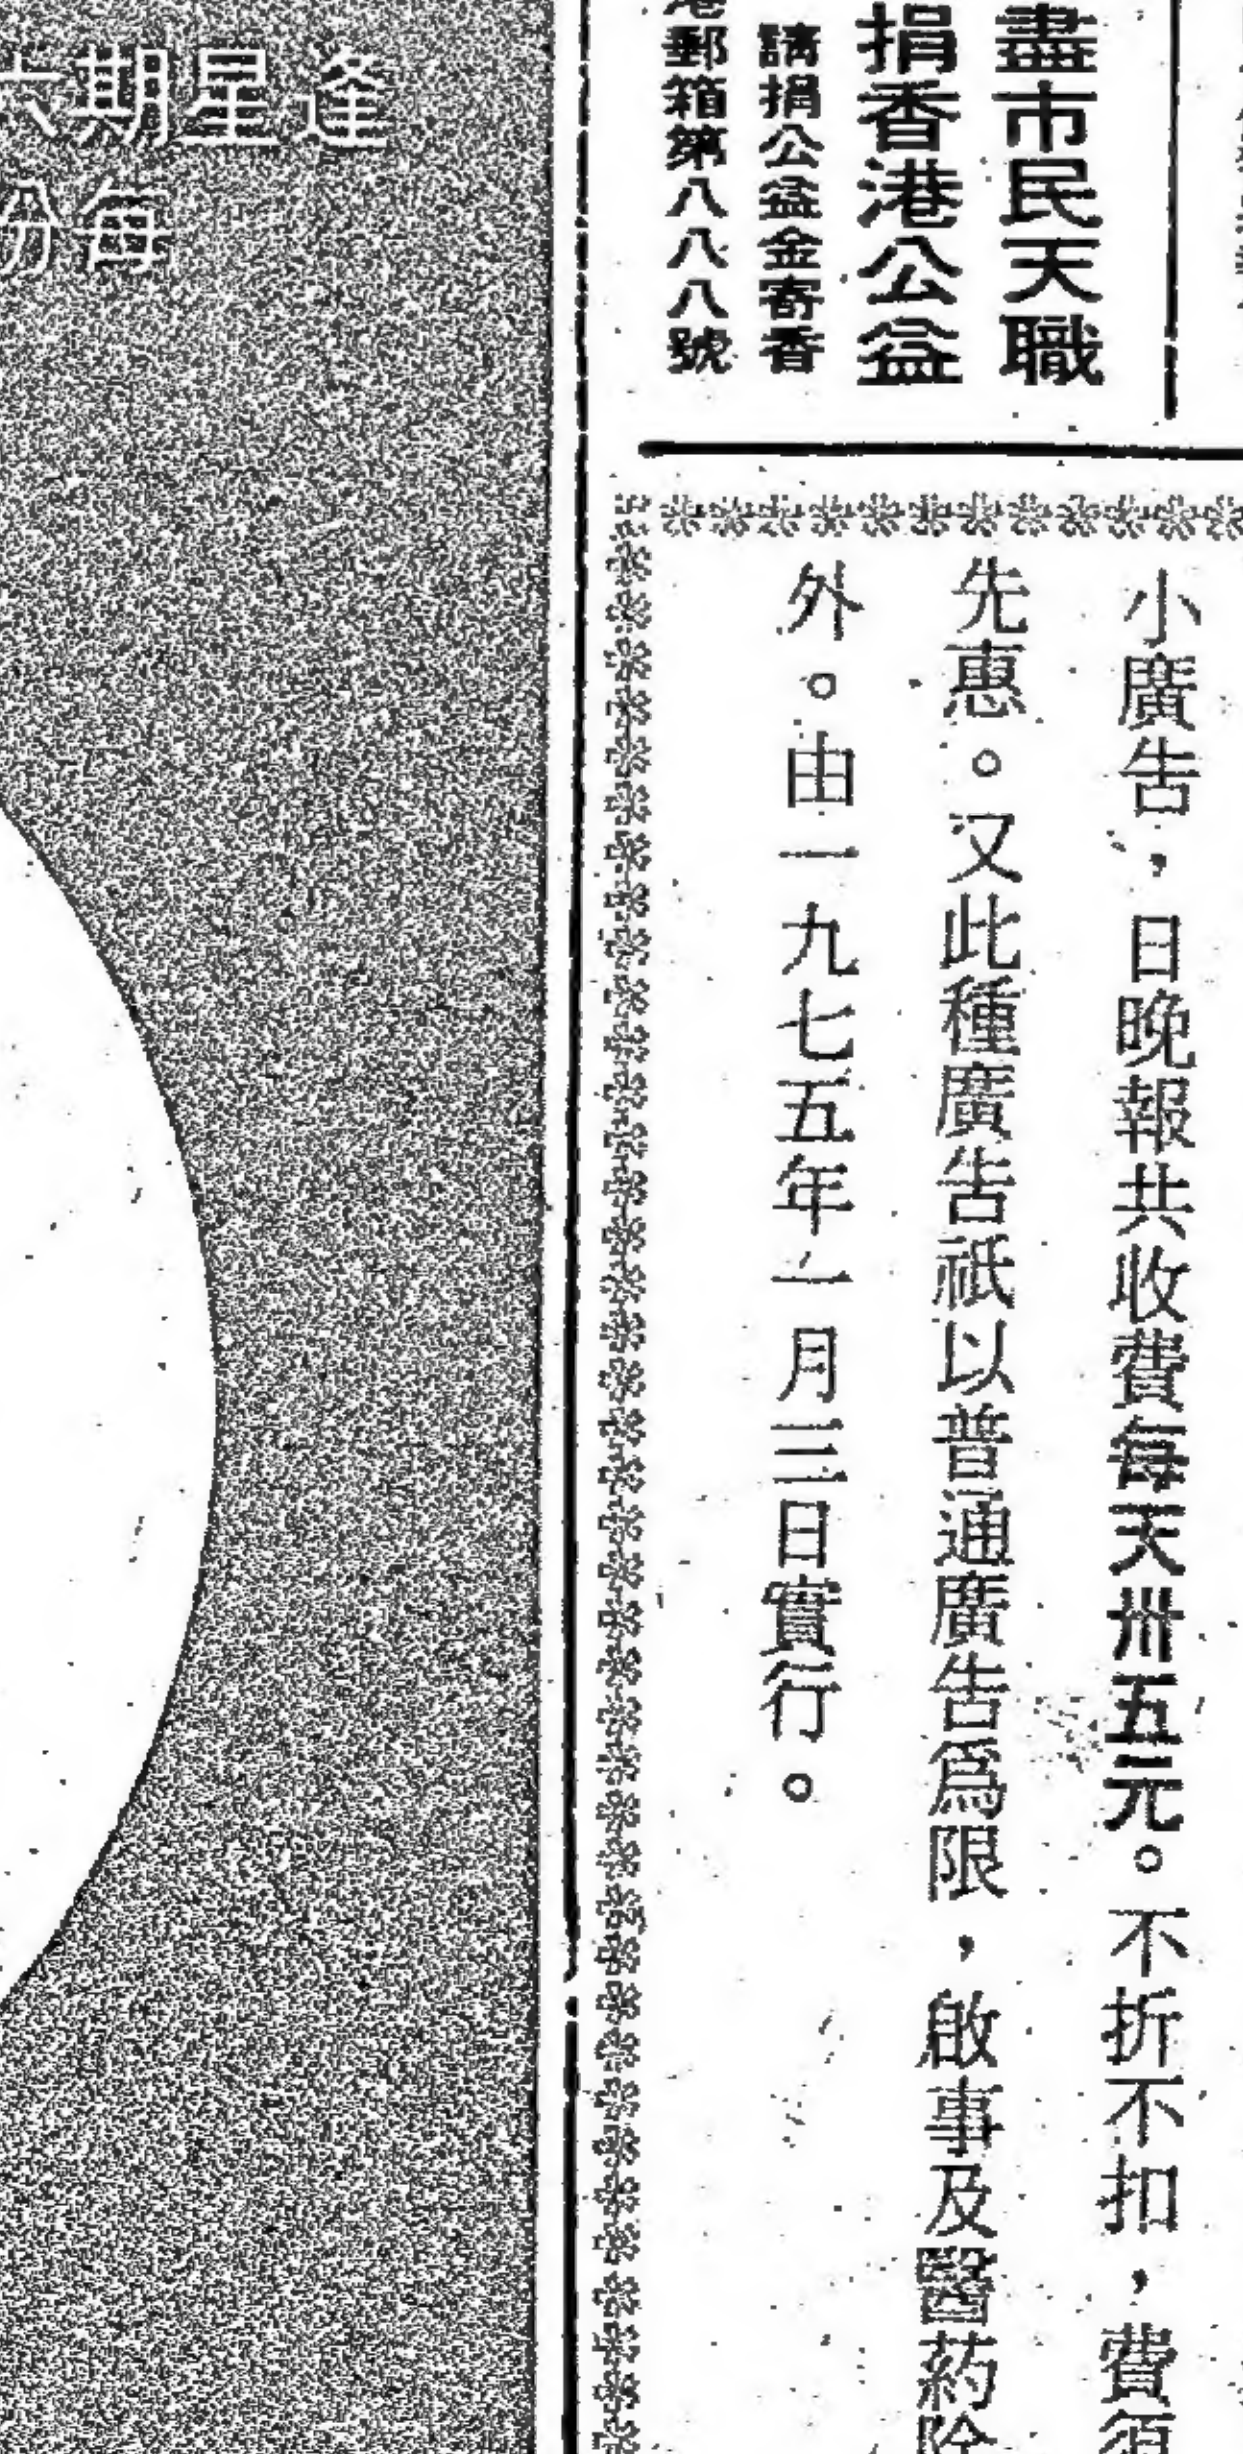 盡市民天職
捐香港公益
請捐公益金寄香
港郵箱第八八八號
小廣告，日晚報共收費每天卅五元。不折不扣，費須
先惠。又此種廣告祇以普通廣告爲限，啟事及醫葯除
外。由一九七五年一月三日實行。
逢星期六
每份